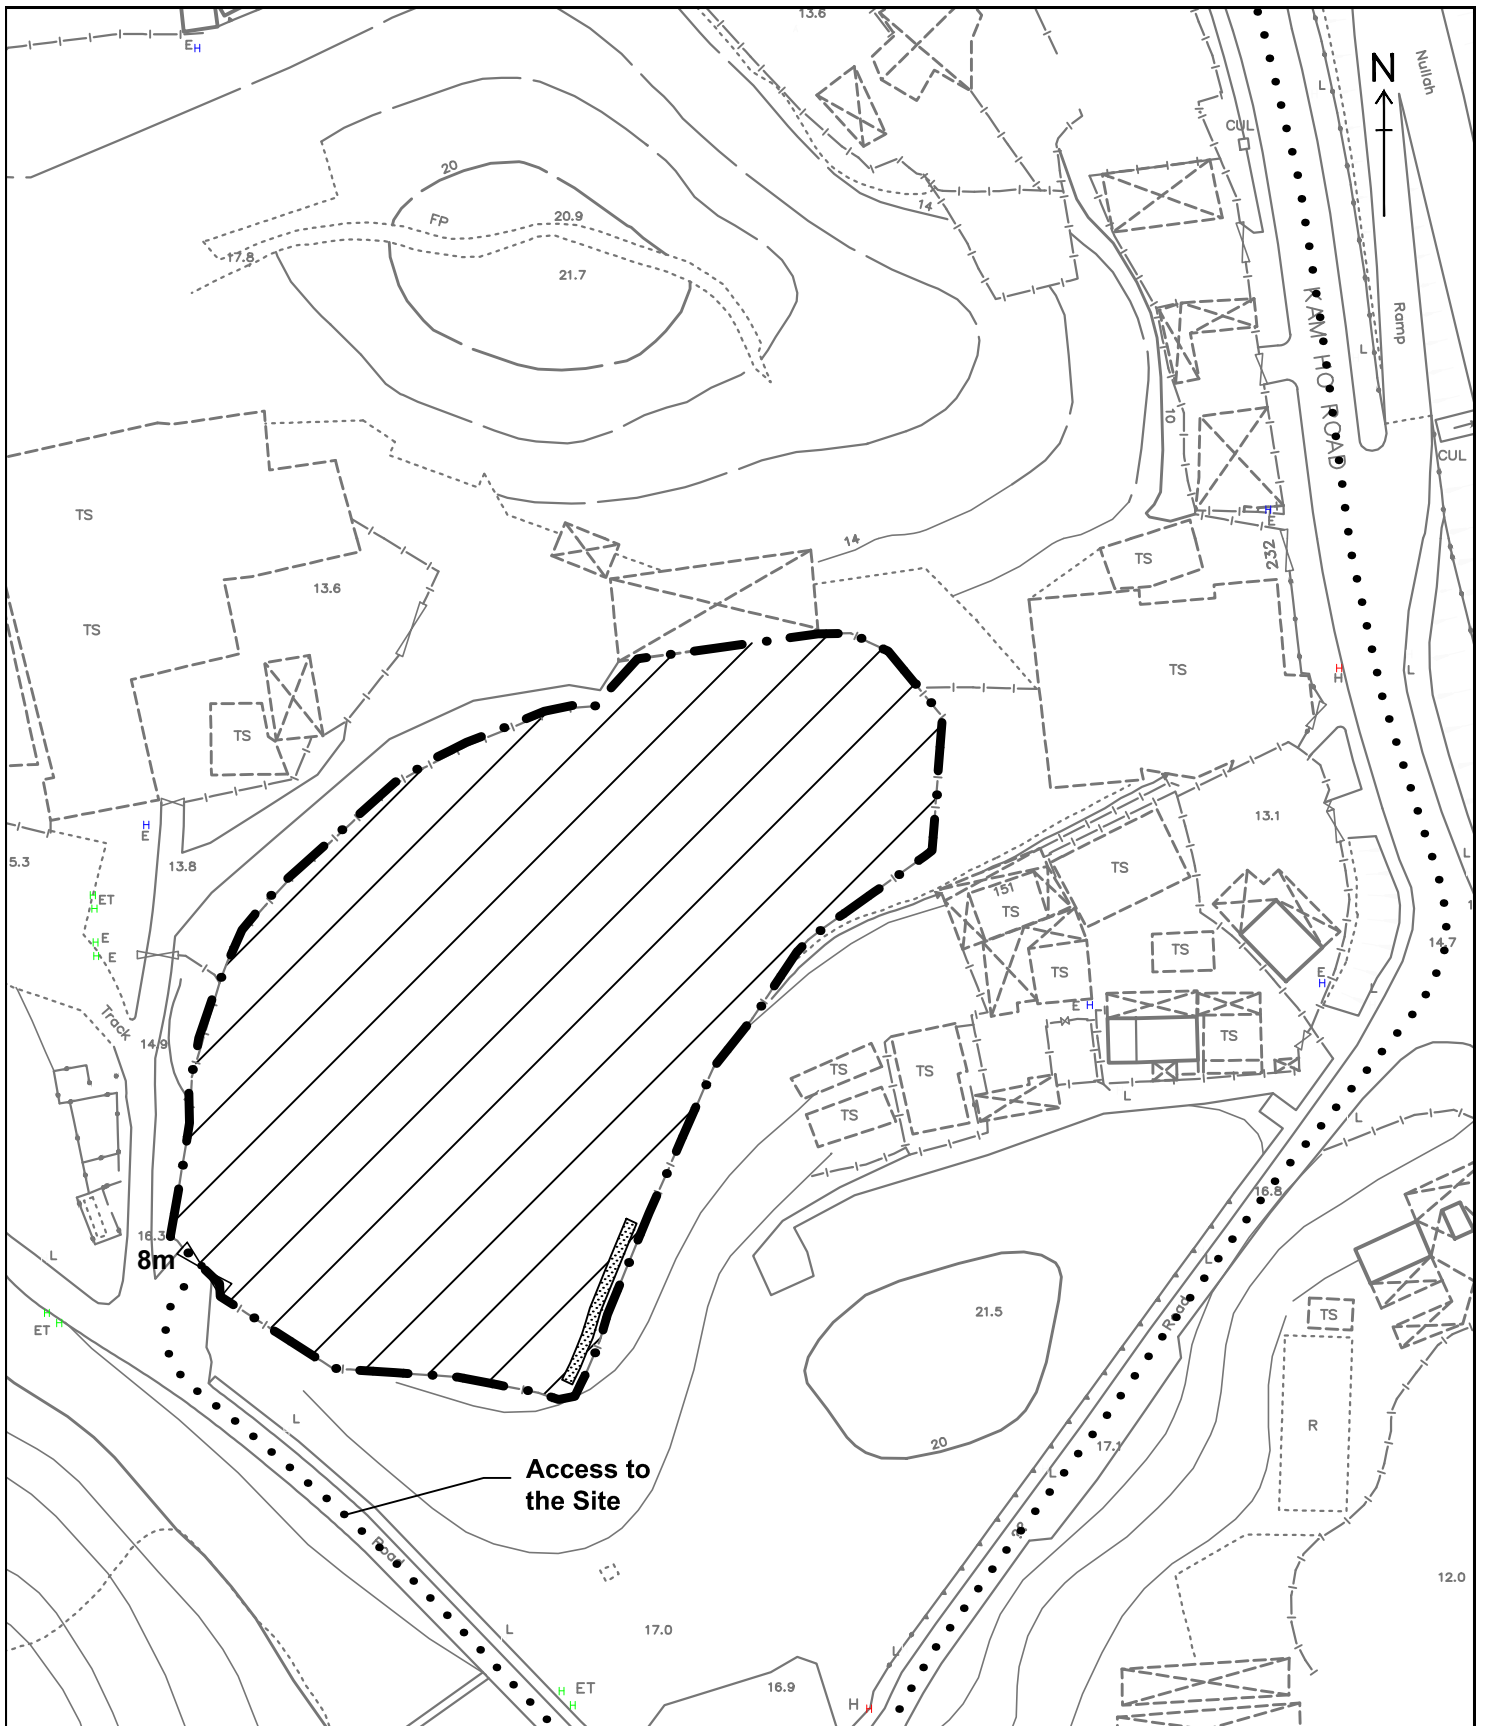 13.6
E
H
N
Nullah
L
CUL
20
FP
20.9
14
17.8
21.7
KAM HO ROAD
Ramp
L
10
CUL
TS
H
E
14
232
TS
13.6
TS
H
H
TS
L
TS
13.1
H
E
5.3
13.8
TS
L
151
H
ET
H
TS
H
E
H
E
TS
TS
14.7
E
H
Track
E
H
L
14.9
TS
TS
TS
L
TS
L
16.8
16.3
8m
L
L
21.5
Road
H
ET
H
TS
L
R
20
17.1
L
Access to
the Site
Road
12.0
L
17.0
L
H
ET
H
16.9
H
H